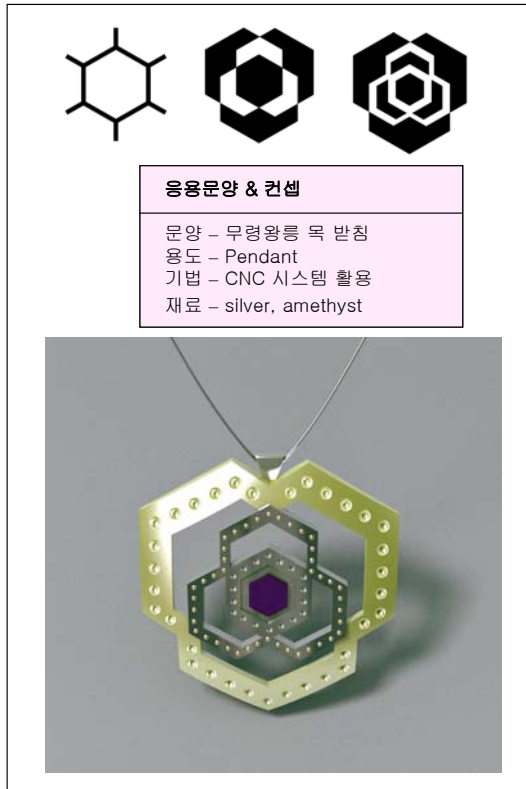 응용문양 & 컨셉
문양 – 무령왕릉 목 받침
용도 – Pendant
기법 – CNC 시스템 활용
재료 – silver, amethyst